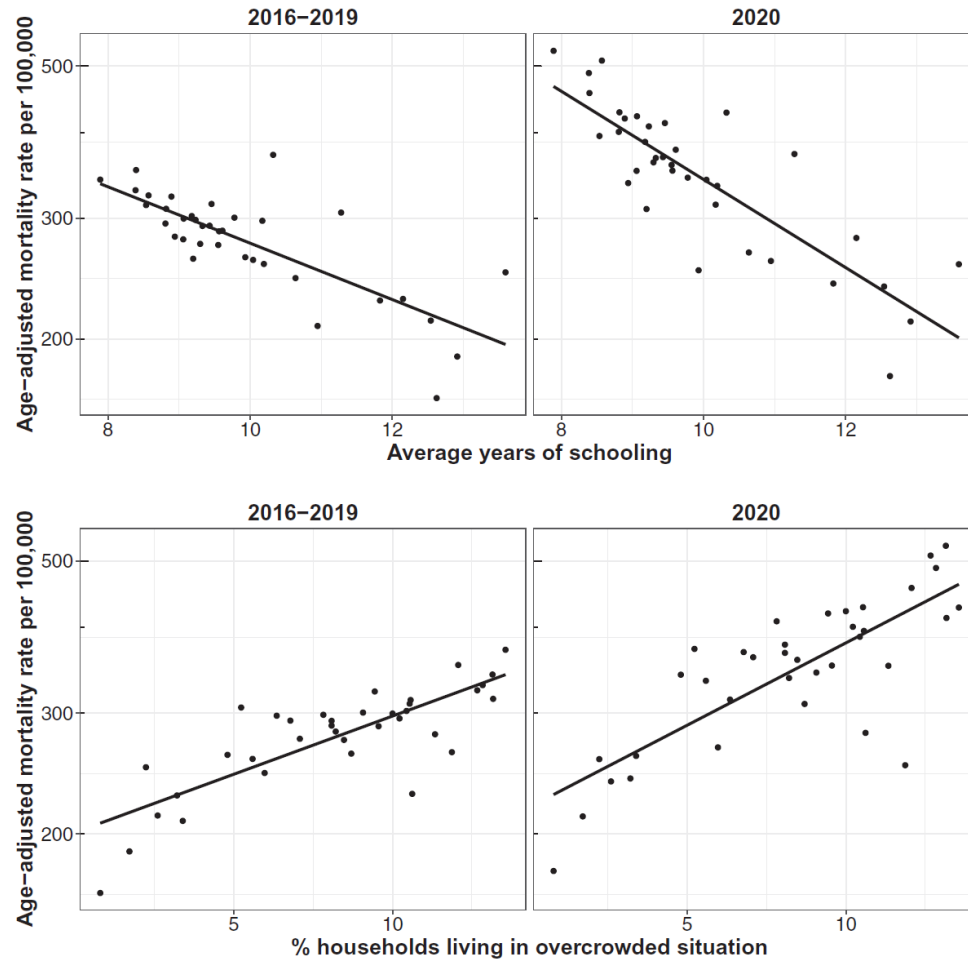 2016−2019 2020
Age−adjusted mortality rate per 100,000
500
300
200
8 10 12 8 10 12
Average years of schooling
2016−2019 2020
Age−adjusted mortality rate per 100,000
500
300
200
5 10 5 10
% households living in overcrowded situation